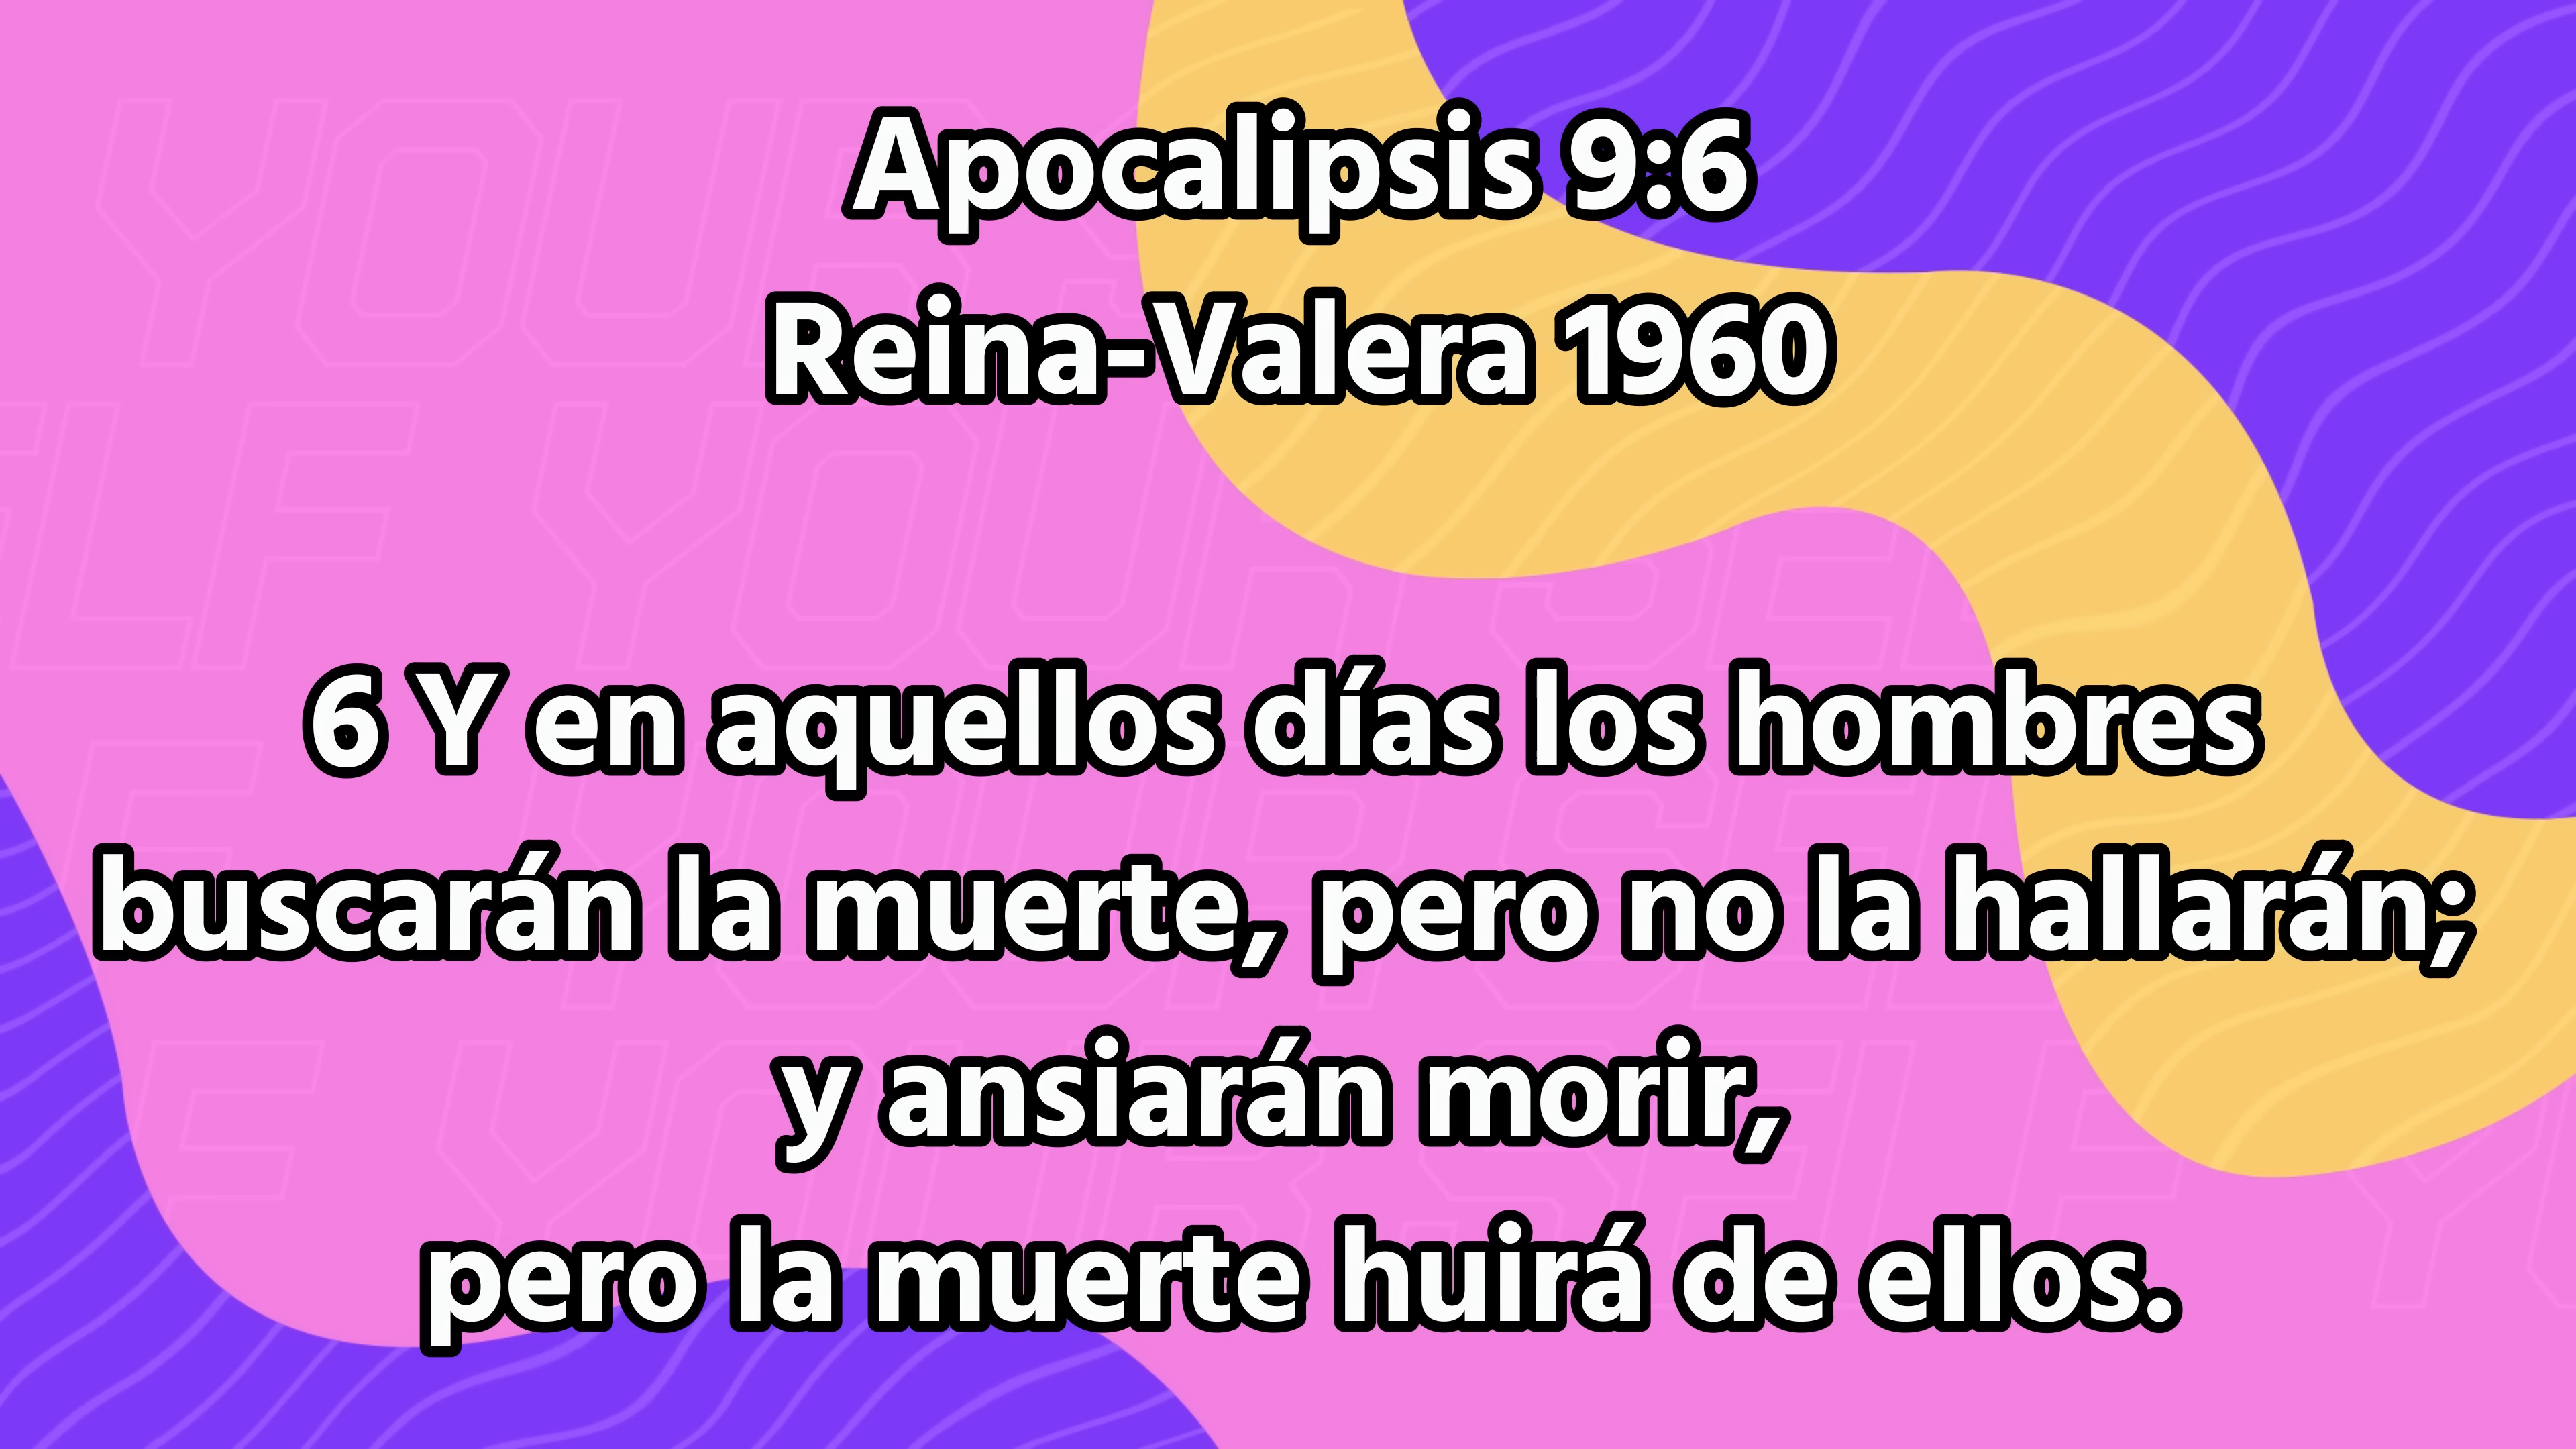 Apocalipsis 9:6
Reina-Valera 1960
6 Y en aquellos días los hombres
buscarán la muerte, pero no la hallarán;
y ansiarán morir,
pero la muerte huirá de ellos.